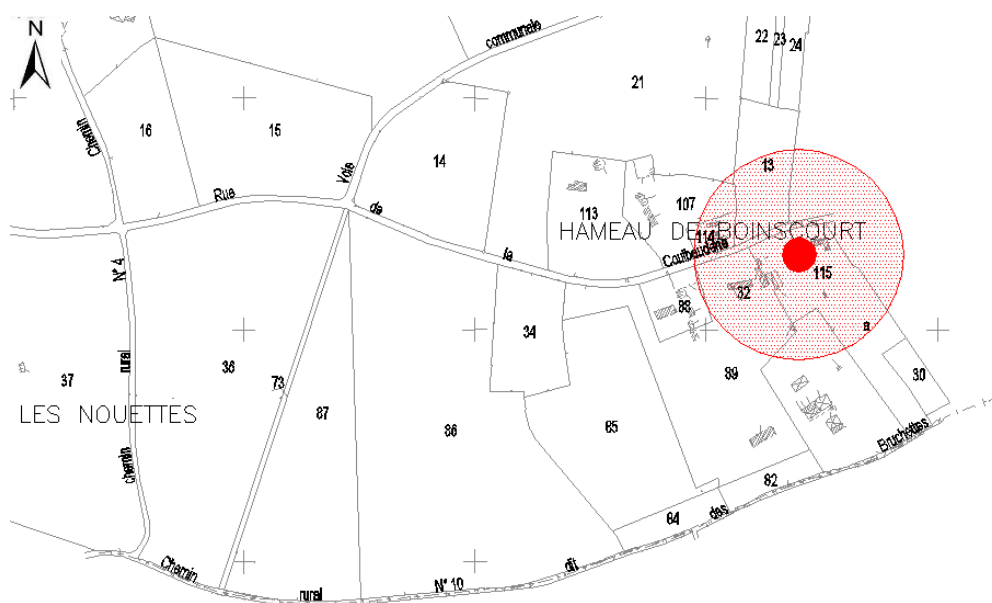 N
communale
22
23
24
21
Chemin
16
15
14
13
Voie
Rue
107
113
de
114
HAMEAU DE BOINSCOURT
la
N° 4
115
88
34
rural
36
73
37
87
89
30
LES NOUETTES
86
65
chemin
Bruchettes
82
64
des
Chemin
dit
N° 10
rural